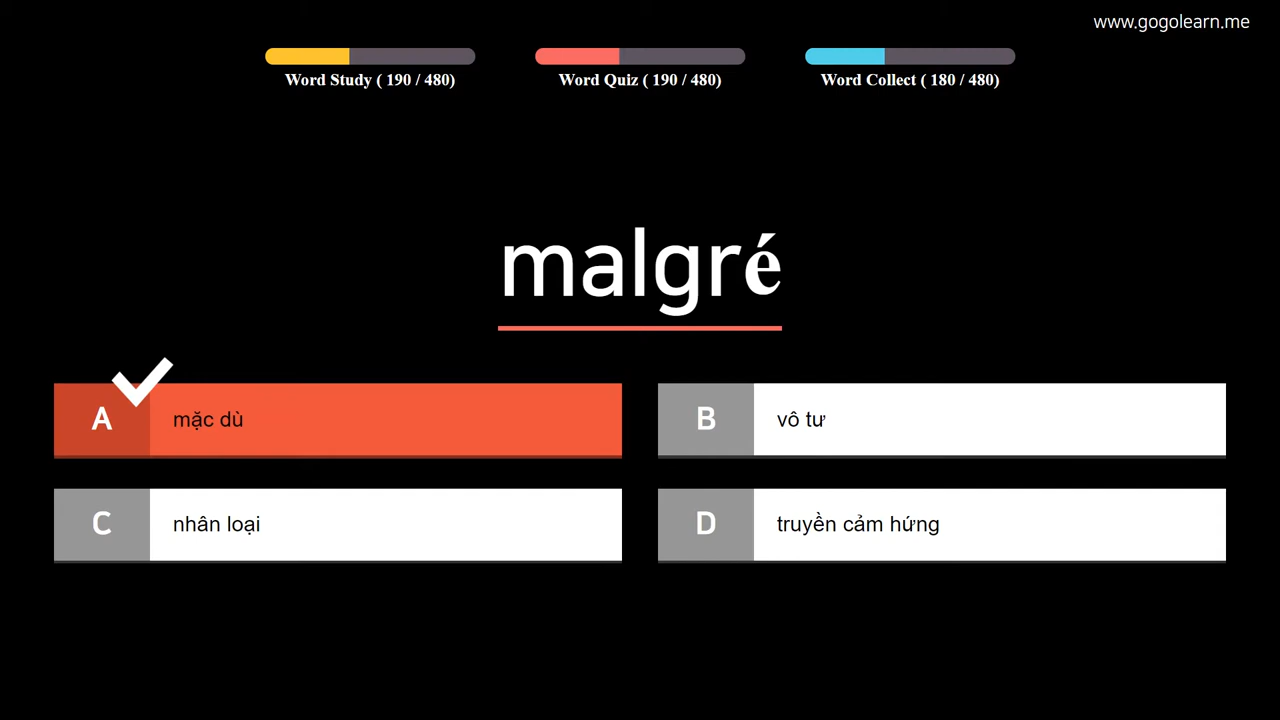 www.gogolearn.me
Word Study ( 190 / 480)
Word Quiz ( 190 / 480)
Word Collect ( 180 / 480)
malgré
A
mặc dù
B
vô tư
C
nhân loại
D
truyền cảm hứng